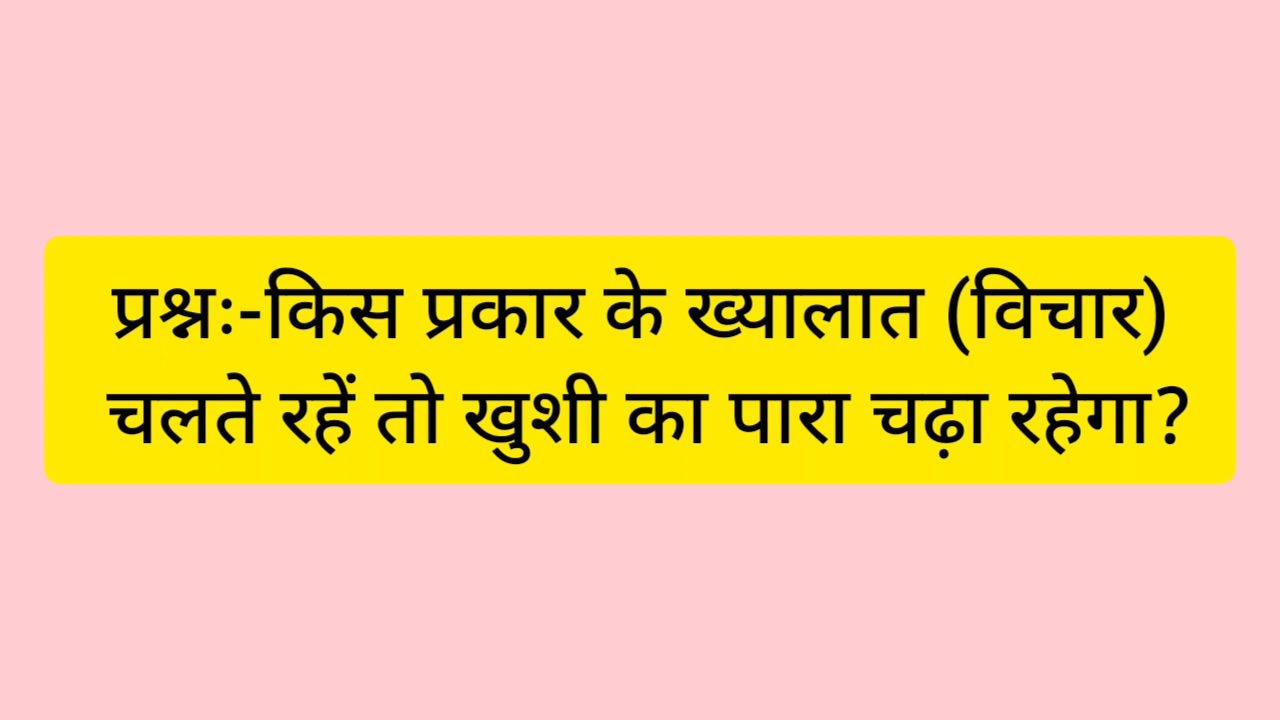 प्रश्नः-किस प्रकार के ख्यालात (विचार)
चलते रहें तो खुशी का पारा चढ़ा रहेगा?